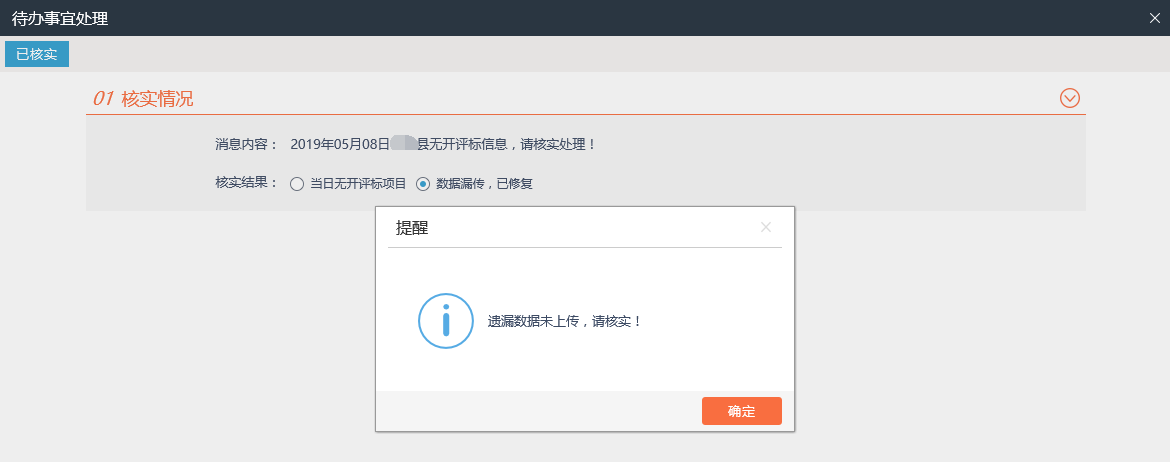 待办事宜处理
已核实
01 核实情况
消息内容： 2019年05月08日 县无开评标信息，请核实处理！
核实结果： 当日无开评标项目 数据漏传，已修复
提醒
遗漏数据未上传，请核实！
确定